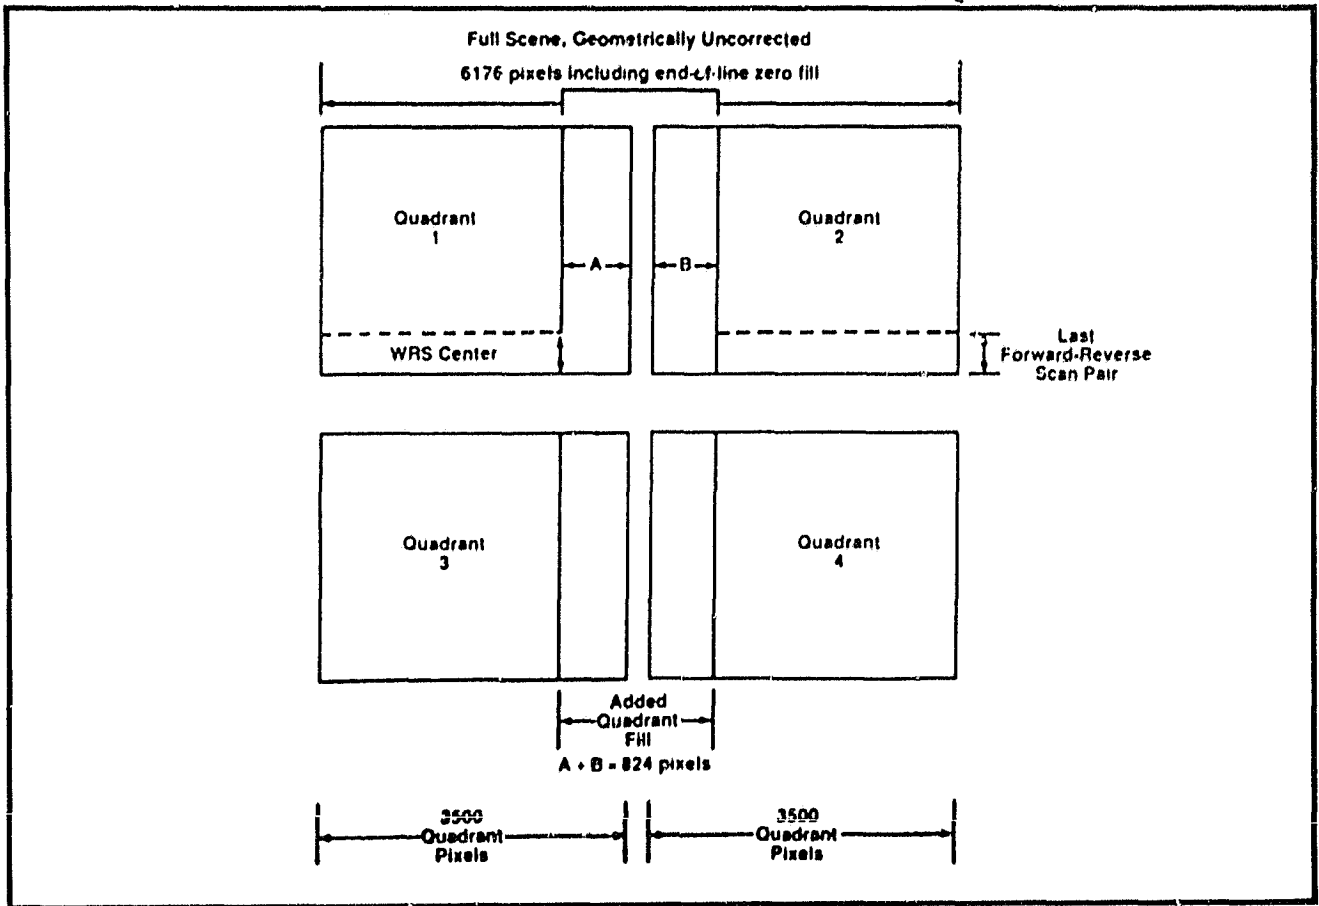 Full Scene, Geometrically Uncorrected
6176 pixels including end-of-line zero fill
Quadrant
1
Quadrant
2
A
B
WRS Center
Last
Forward-Reverse
Scan Pair
Quadrant
3
Quadrant
4
Added
Quadrant
Fill
A + B = 824 pixels
3500
Quadrant
Pixels
3500
Quadrant
Pixels